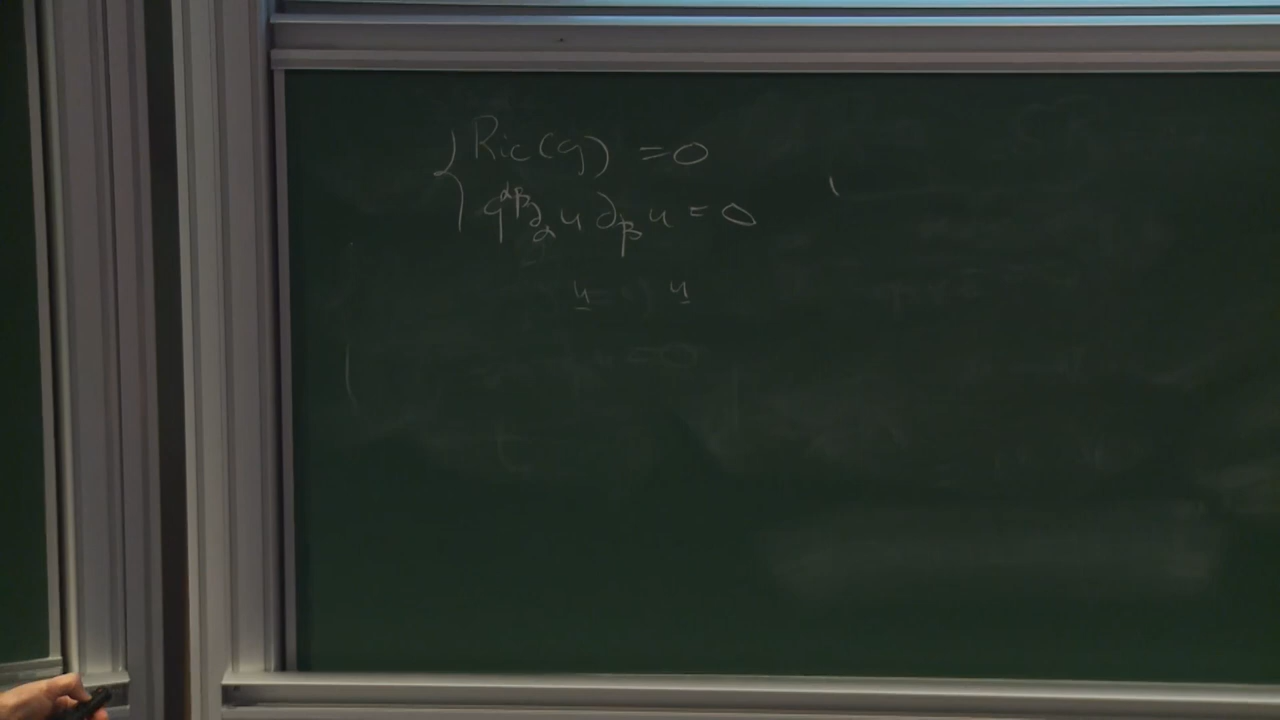 { Ric(g) = 0
g^{αβ} ∂_α u ∂_β u = 0
u u